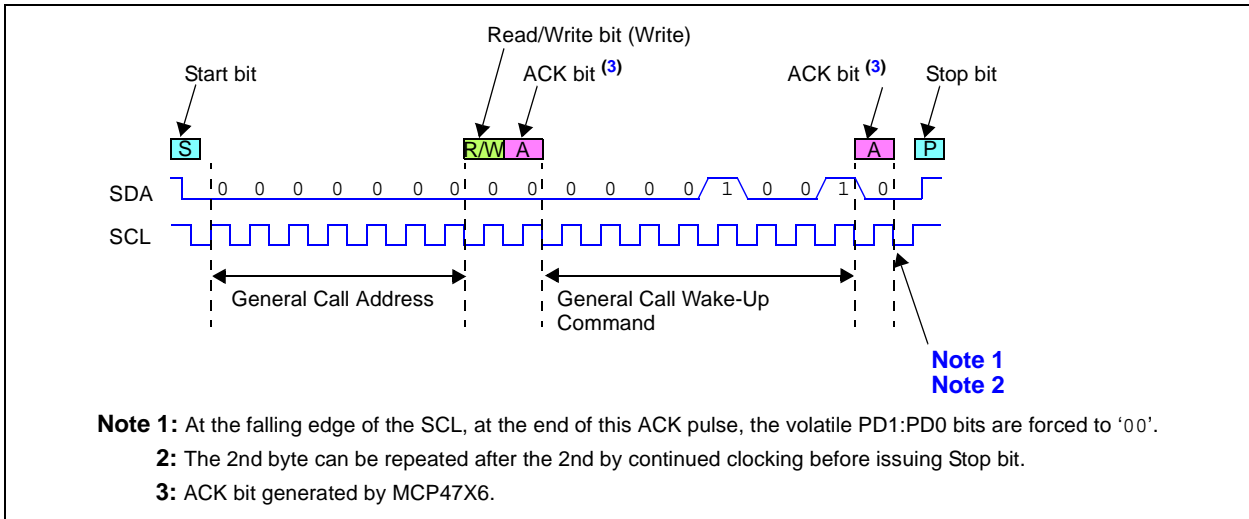 Read/Write bit (Write)
Start bit
ACK bit (3)
ACK bit (3)
Stop bit
S
R/W
A
A
P
SDA
0 0 0 0 0 0 0 0 0 0 0 0 0 1 0 0 1 0
SCL
General Call Address
General Call Wake-Up
Command
Note 1
Note 2
Note 1: At the falling edge of the SCL, at the end of this ACK pulse, the volatile PD1:PD0 bits are forced to ‘00’.
2: The 2nd byte can be repeated after the 2nd by continued clocking before issuing Stop bit.
3: ACK bit generated by MCP47X6.